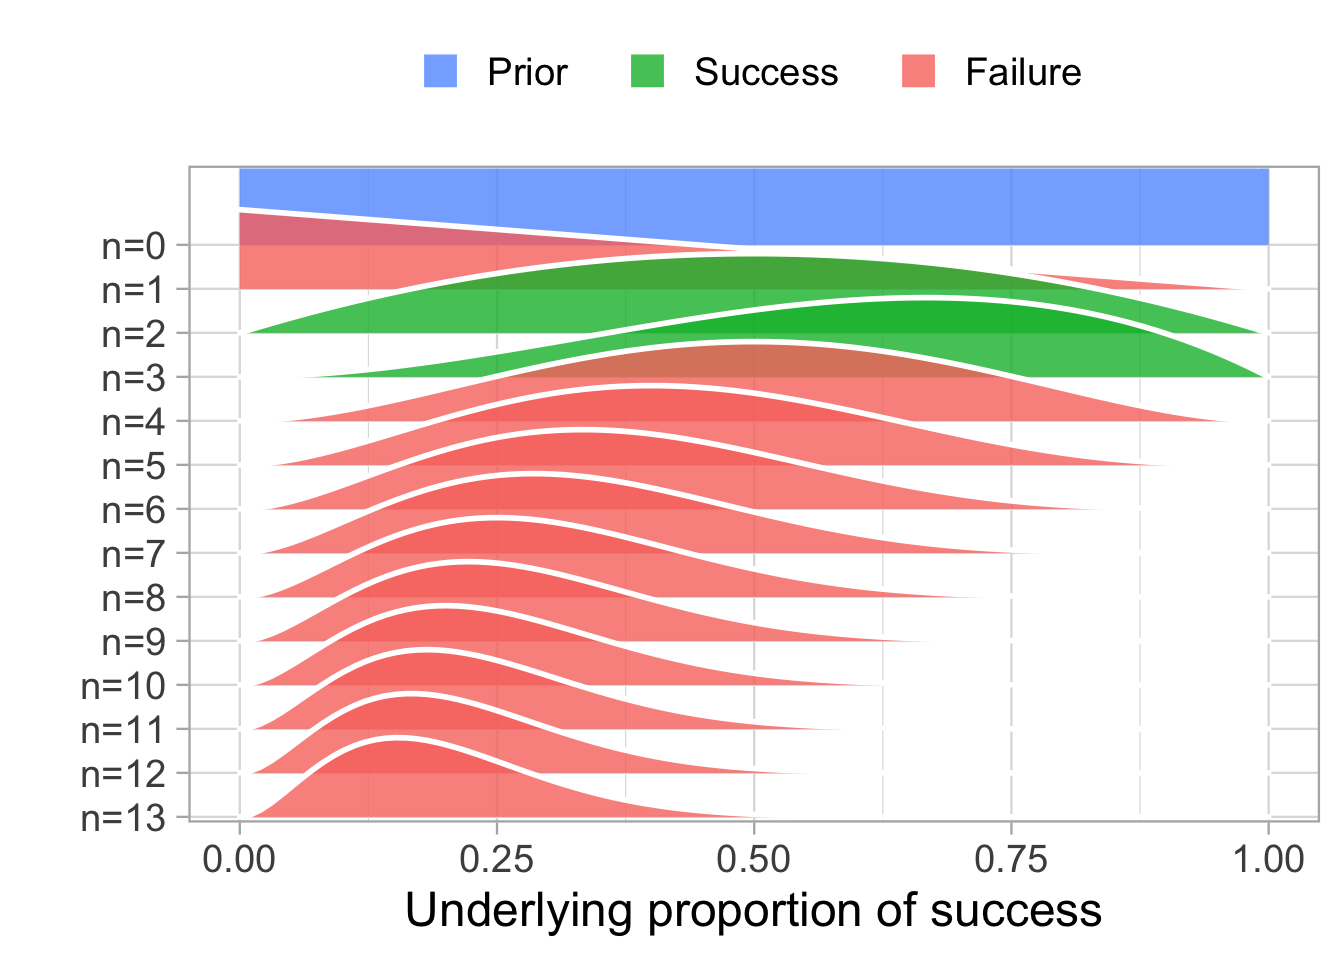 Prior Success Failure
n=0
n=1
n=2
n=3
n=4
n=5
n=6
n=7
n=8
n=9
n=10
n=11
n=12
n=13
0.00 0.25 0.50 0.75 1.00
Underlying proportion of success